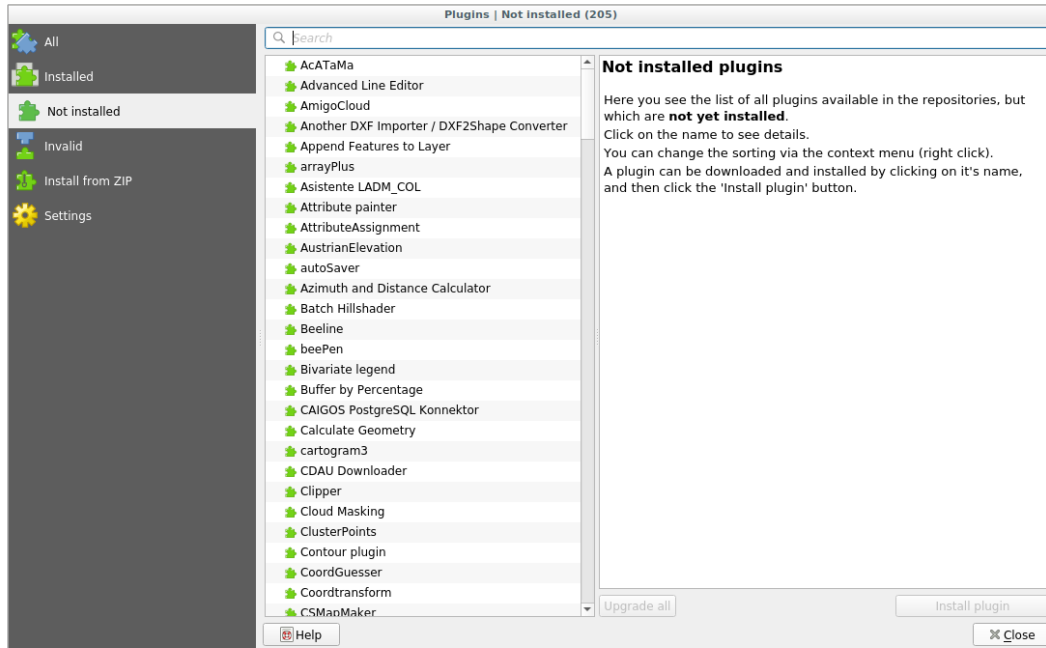 Plugins | Not installed (205)
All
Installed
Not installed
Invalid
Install from ZIP
Settings
Search
AcATaMa
Advanced Line Editor
AmigoCloud
Another DXF Importer / DXF2Shape Converter
Append Features to Layer
arrayPlus
Asistente LADM_COL
Attribute painter
AttributeAssignment
AustrianElevation
autoSaver
Azimuth and Distance Calculator
Batch Hillshader
Beeline
beePen
Bivariate legend
Buffer by Percentage
CAIGOS PostgreSQL Konnektor
Calculate Geometry
cartogram3
CDAU Downloader
Clipper
Cloud Masking
ClusterPoints
Contour plugin
CoordGuesser
Coordtransform
CSMapMaker
Not installed plugins
Here you see the list of all plugins available in the repositories, but
which are not yet installed.
Click on the name to see details.
You can change the sorting via the context menu (right click).
A plugin can be downloaded and installed by clicking on it's name,
and then click the 'Install plugin' button.
Upgrade all
Install plugin
Help
Close